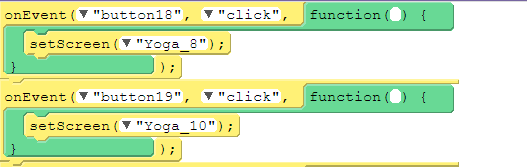 onEvent(▼"button18", ▼"click", function( ) {
setScreen(▼"Yoga_8");
} );
onEvent(▼"button19", ▼"click", function( ) {
setScreen(▼"Yoga_10");
} );